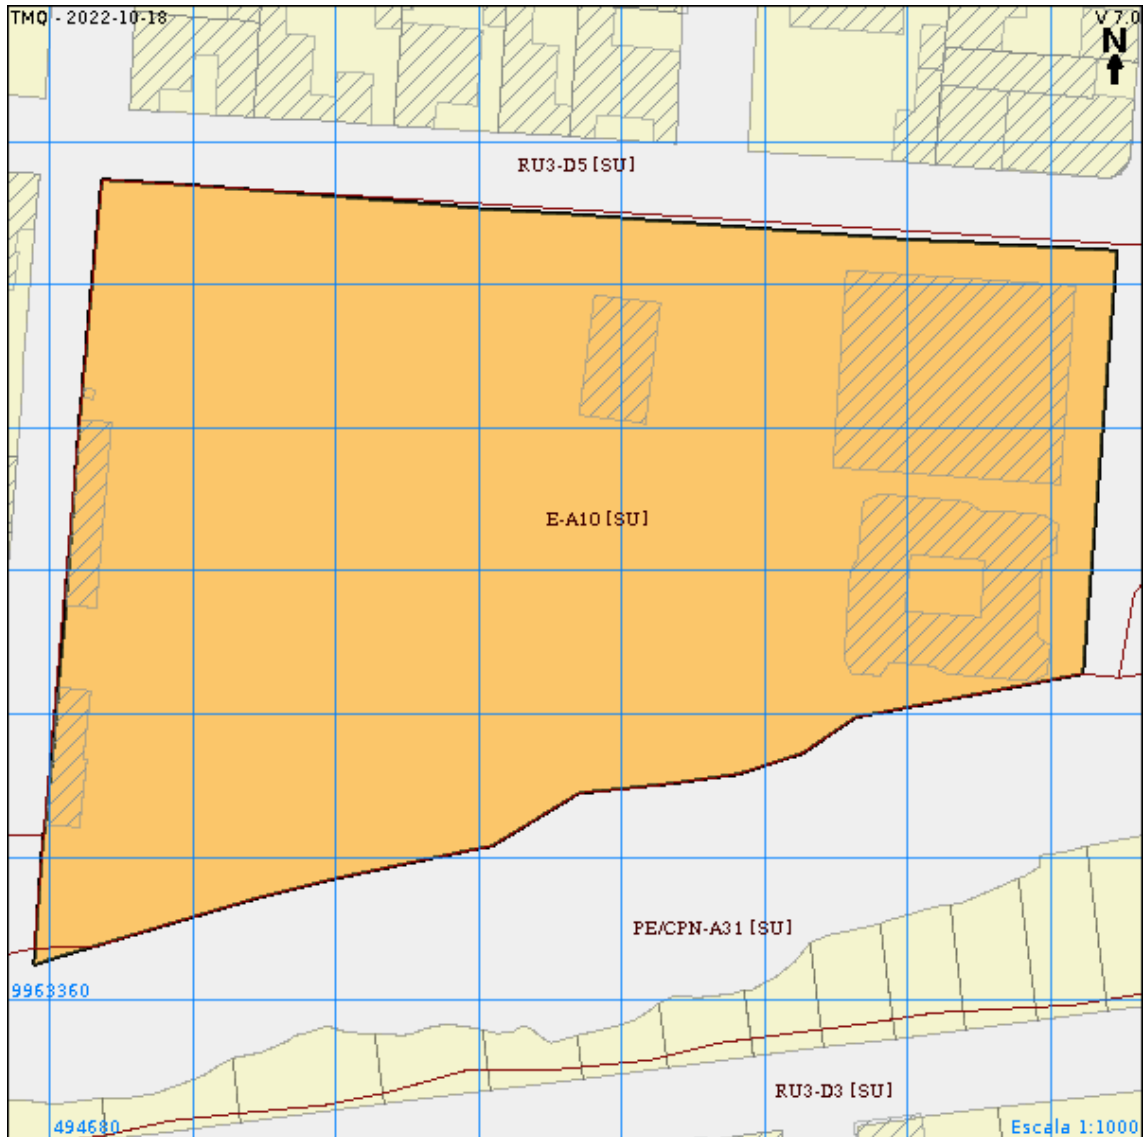 TMQ - 2022-10-18
V 7.0
N
RU3-D5 [SU]
E-A10 [SU]
PE/CPN-A31 [SU]
9963360
RU3-D3 [SU]
494680
Escala 1:1000